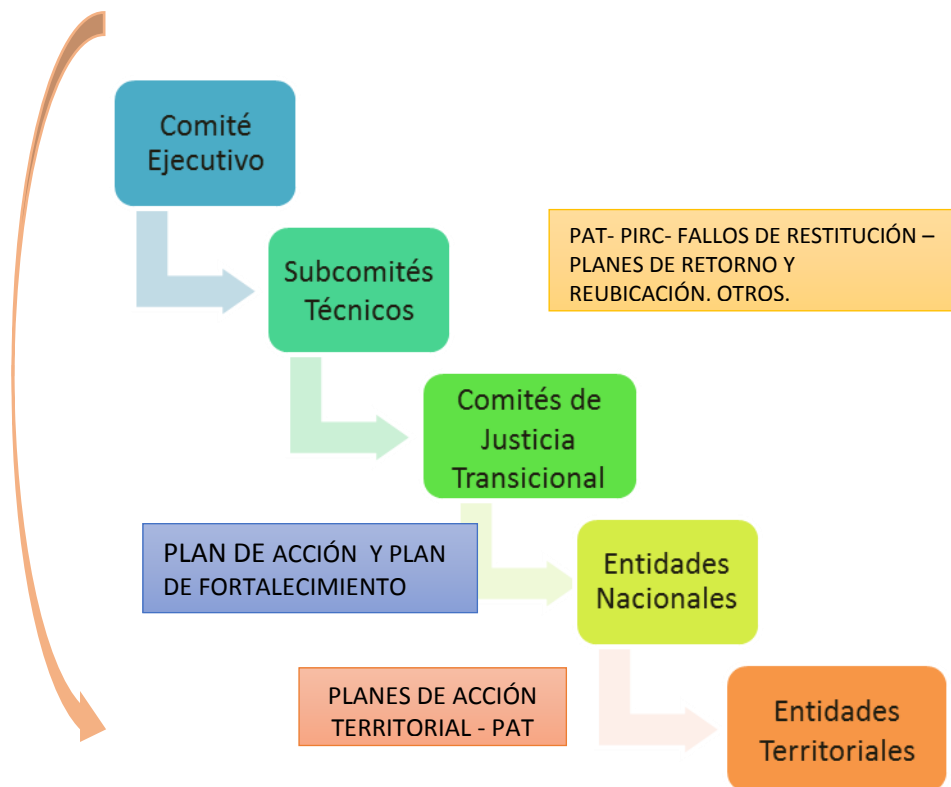 Comité
Ejecutivo
PAT- PIRC- FALLOS DE RESTITUCIÓN –
PLANES DE RETORNO Y
REUBICACIÓN. OTROS.
Subcomités
Técnicos
Comités de
Justicia
Transicional
PLAN DE ACCIÓN Y PLAN
DE FORTALECIMIENTO
Entidades
Nacionales
PLANES DE ACCIÓN
TERRITORIAL - PAT
Entidades
Territoriales